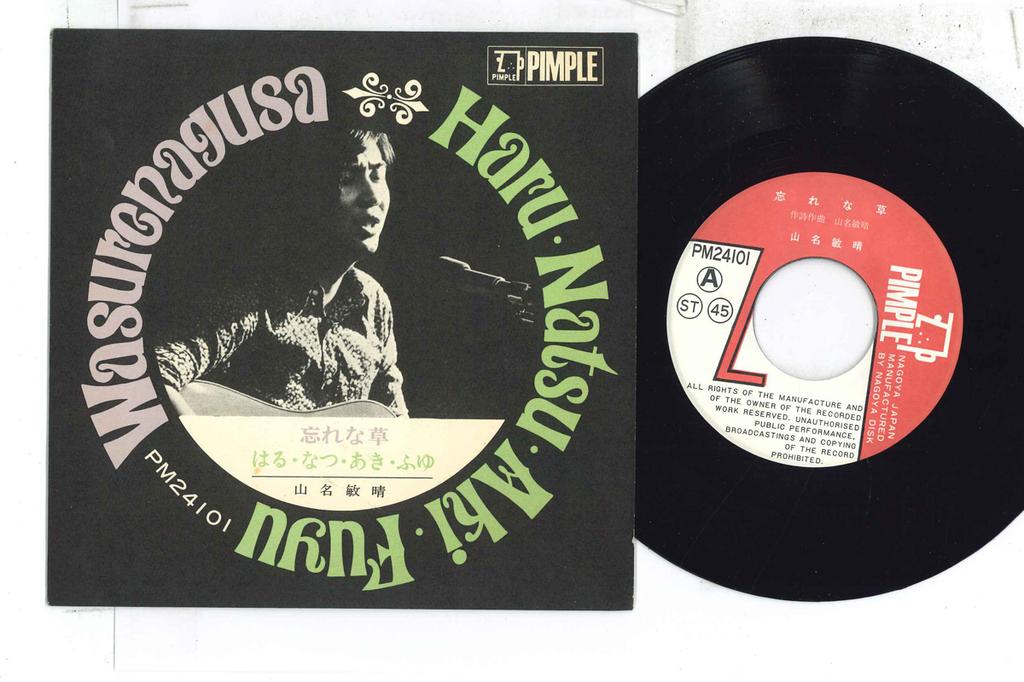 Wasurenagusa
Haru・Natsu・Aki・Fuyu
PIMPLE
PIMPLE
忘れな草
はる・なつ・あき・ふゆ
山名敏晴
PM24101
忘れな草
作詩作曲 山名敏晴
山名敏晴
PM24101
A
ST 45
PIMPLE
NAGOYA JAPAN
MANUFACTURED
BY NAGOYA DISK
ALL RIGHTS OF THE MANUFACTURE AND
OF THE OWNER OF THE RECORDED
WORK RESERVED. UNAUTHORISED
PUBLIC PERFORMANCE,
BROADCASTINGS AND COPYING
OF THE RECORD
PROHIBITED.